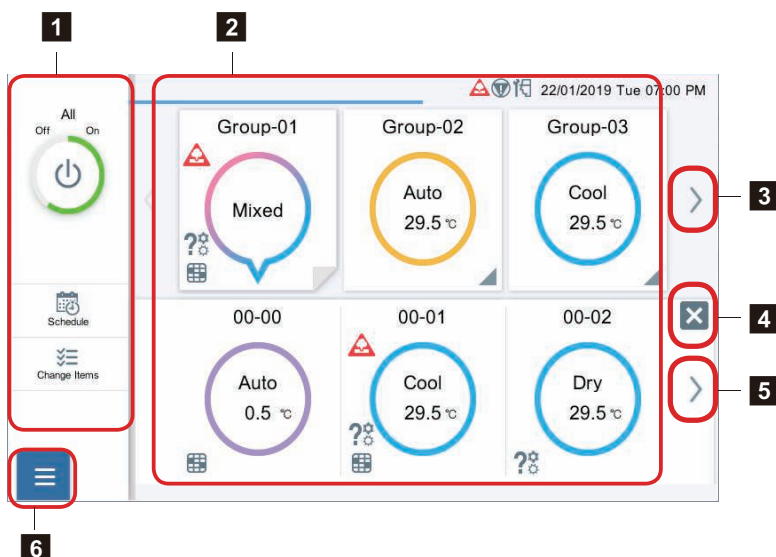 1
2
22/01/2019 Tue 07:00 PM
All
Off
On
Group-01
Group-02
Group-03
Mixed
Auto
29.5 ℃
Cool
29.5 ℃
3
Schedule
Change Items
4
00-00
00-01
00-02
Auto
0.5 ℃
Cool
29.5 ℃
Dry
29.5 ℃
5
6